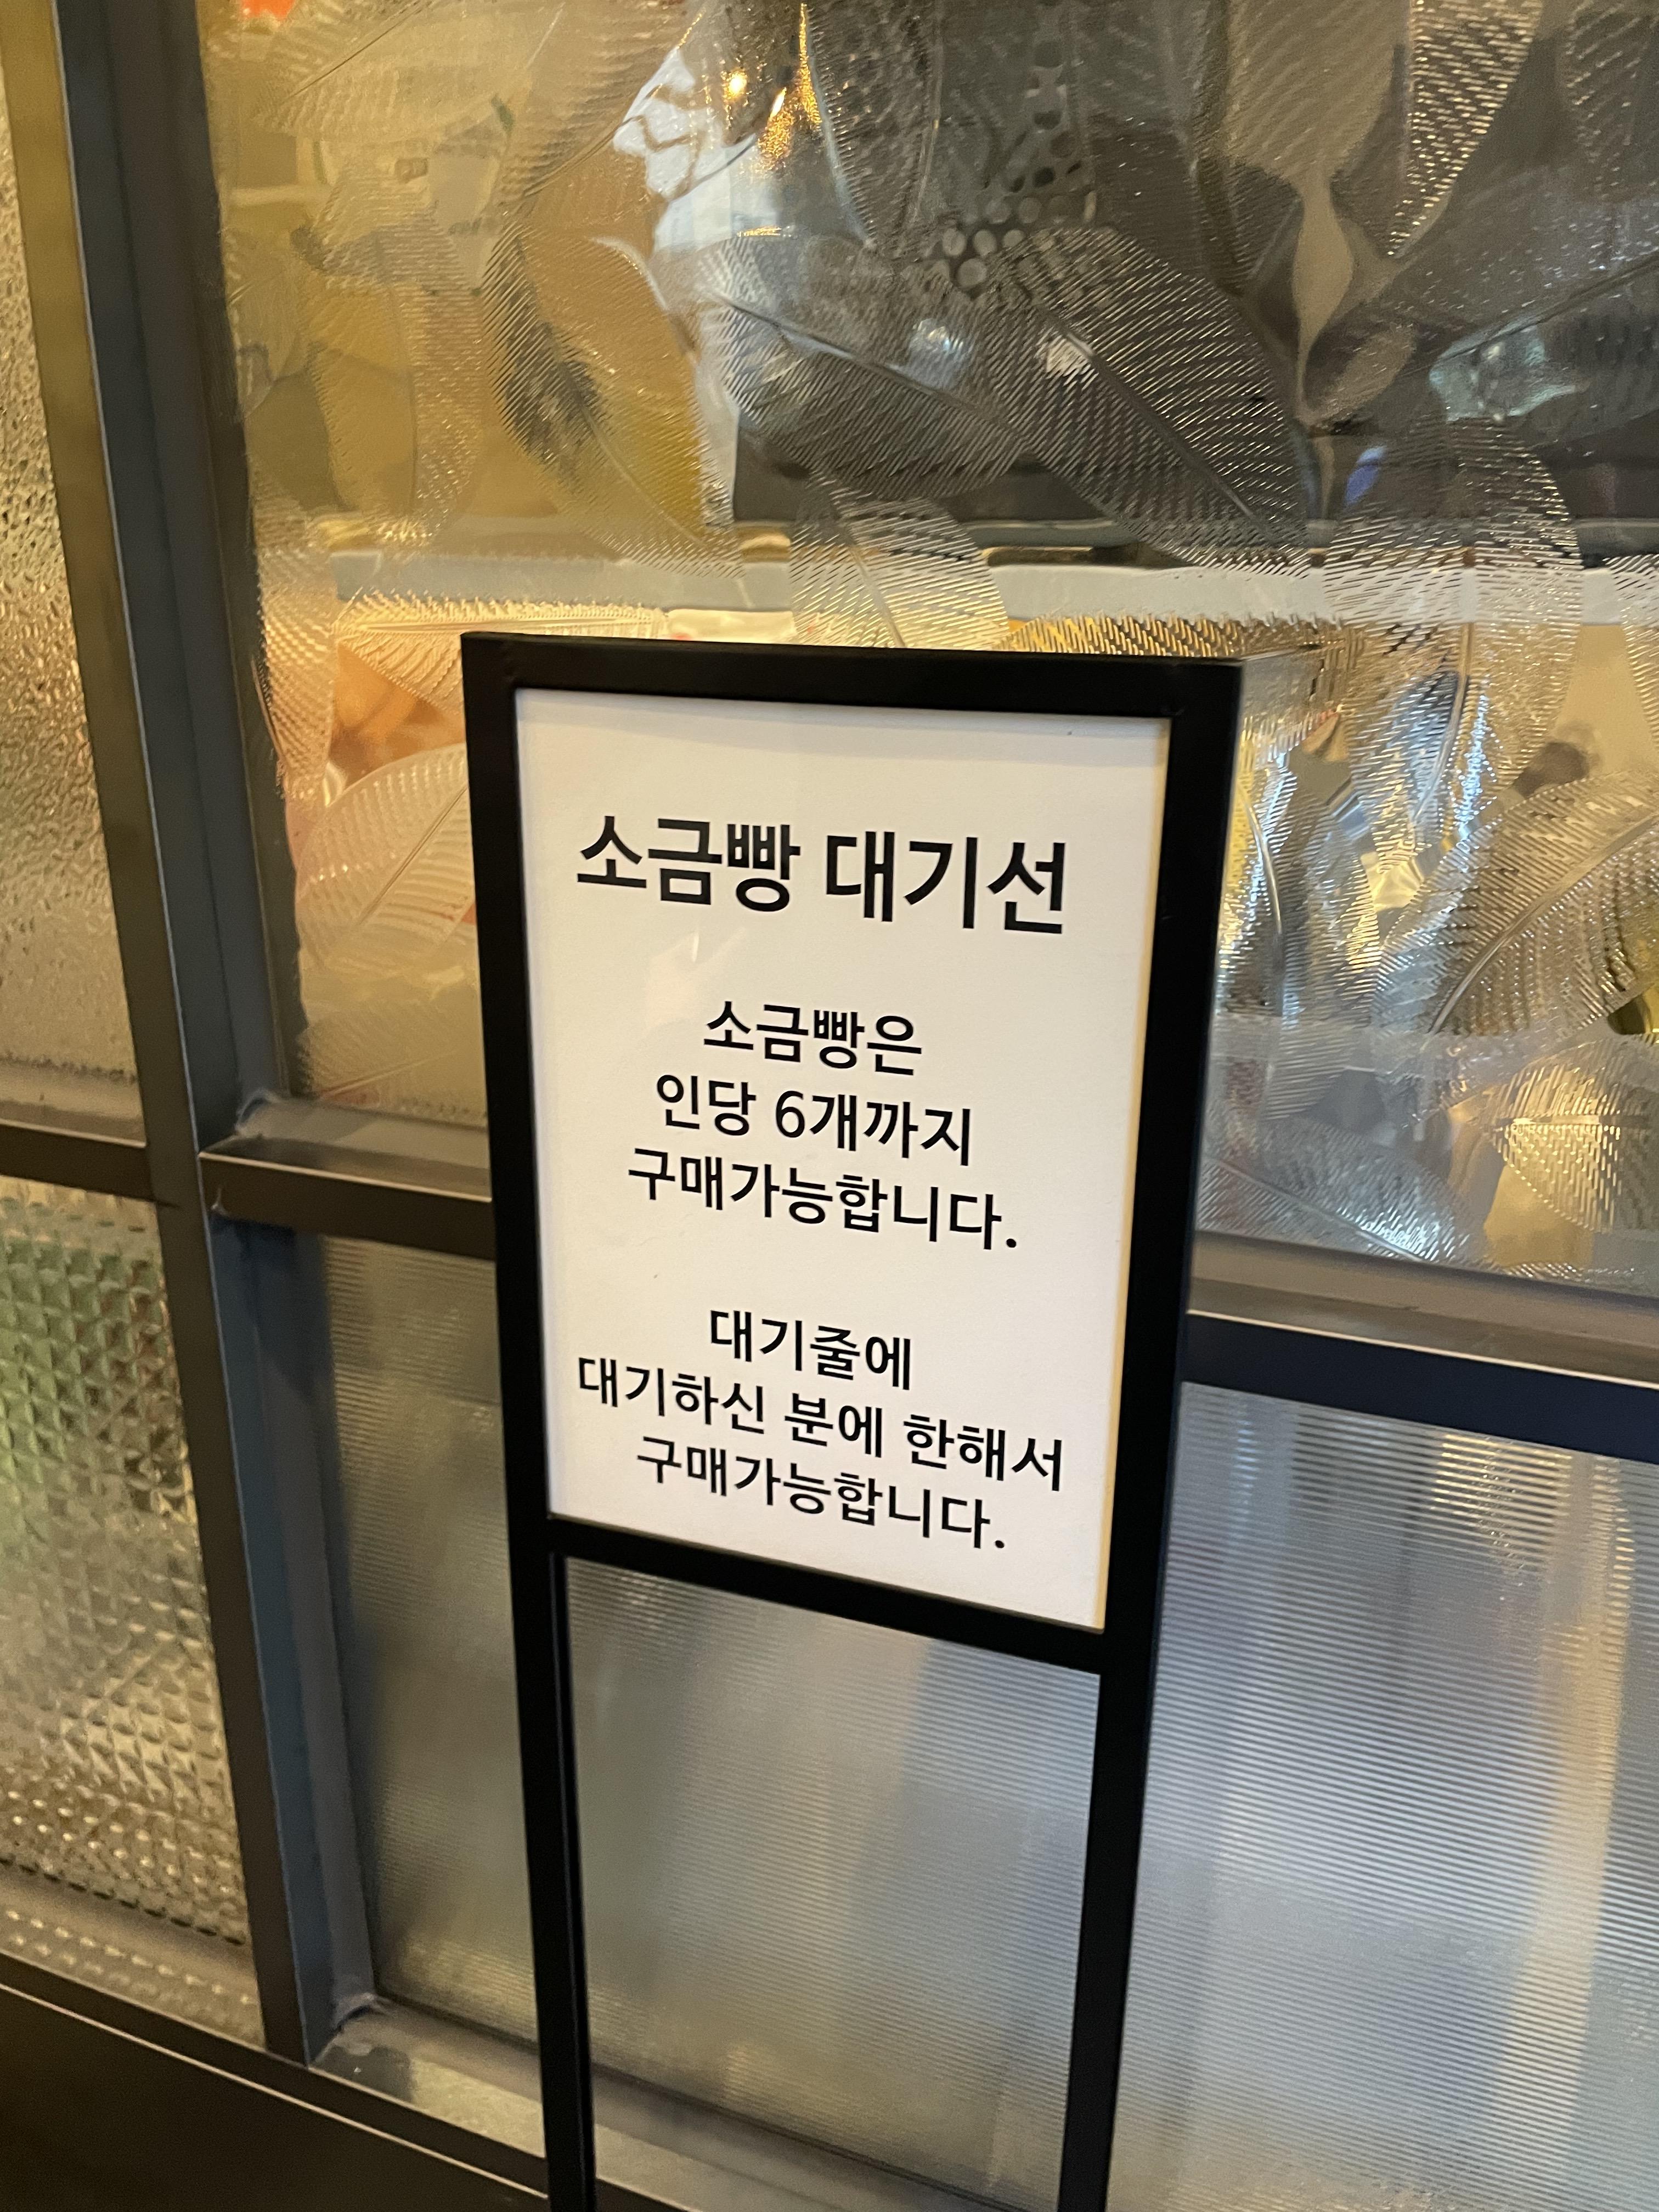 소금빵 대기선
소금빵은
인당 6개까지
구매가능합니다.
대기줄에
대기하신 분에 한해서
구매가능합니다.